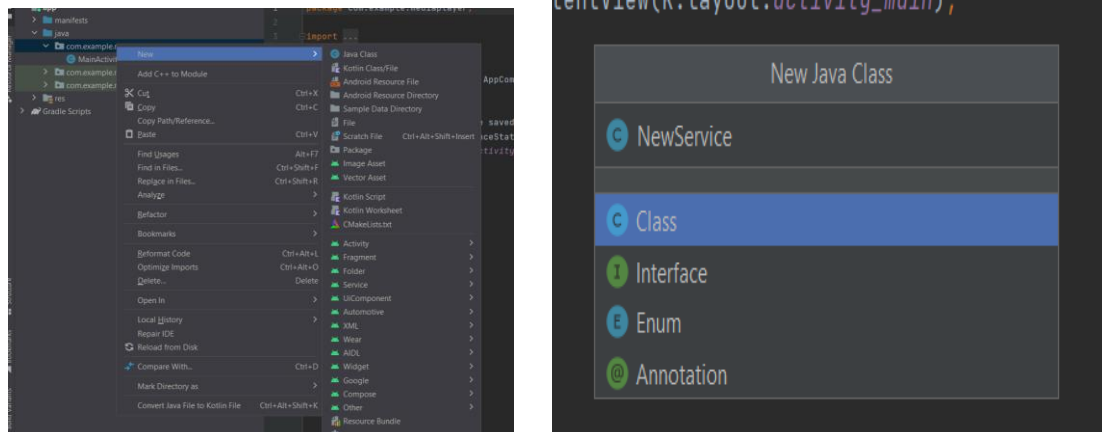 app
manifests
java
com.example.
MainActivi
com.example.
com.example.
res
Gradle Scripts
1 package com.example.mediaplayer;
2
3 import ...
AppCom
saved
nceStat
ctivity
New
Add C++ to Module
Cut Ctrl+X
Copy Ctrl+C
Copy Path/Reference...
Paste Ctrl+V
Find Usages Alt+F7
Find in Files... Ctrl+Shift+F
Replace in Files... Ctrl+Shift+R
Analyze
Refactor
Bookmarks
Reformat Code Ctrl+Alt+L
Optimize Imports Ctrl+Alt+O
Delete... Delete
Open In
Local History
Repair IDE
Reload from Disk
Compare With... Ctrl+D
Mark Directory as
Convert Java File to Kotlin File Ctrl+Alt+Shift+K
Java Class
Kotlin Class/File
Android Resource File
Android Resource Directory
Sample Data Directory
File
Scratch File Ctrl+Alt+Shift+Insert
Package
Image Asset
Vector Asset
Kotlin Script
Kotlin Worksheet
CMakeLists.txt
Activity
Fragment
Folder
Service
UiComponent
Automotive
XML
Wear
AIDL
Widget
Google
Compose
Other
Resource Bundle
tentView(R.layout.activity_main);
New Java Class
C NewService
C Class
I Interface
E Enum
@ Annotation